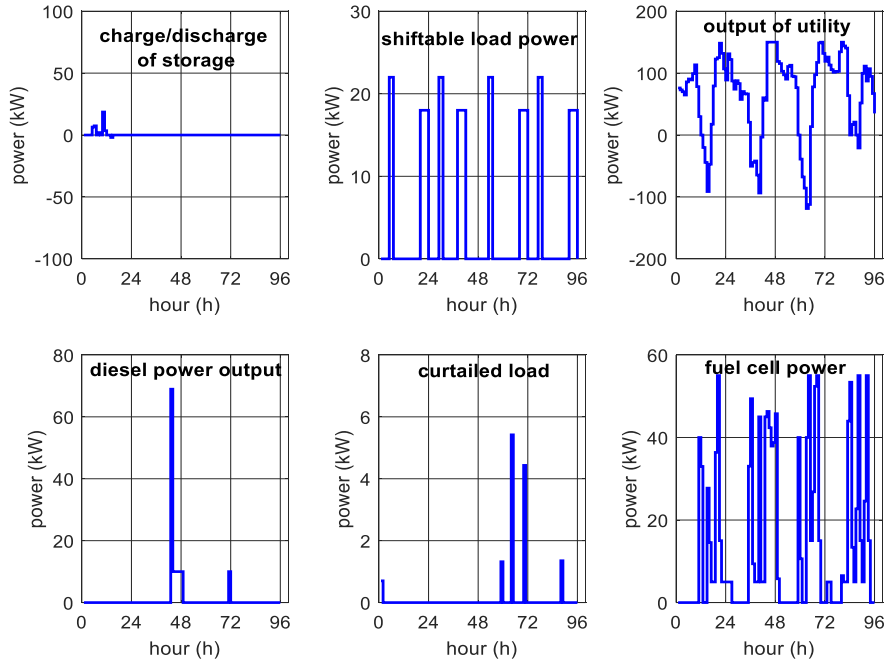 charge/discharge
of storage
100
50
0
-50
-100
power (kW)
0 24 48 72 96
hour (h)
shiftable load power
30
20
10
0
power (kW)
0 24 48 72 96
hour (h)
output of utility
200
100
0
-100
-200
power (kW)
0 24 48 72 96
hour (h)
diesel power output
80
60
40
20
0
power (kW)
0 24 48 72 96
hour (h)
curtailed load
8
6
4
2
0
power (kW)
0 24 48 72 96
hour (h)
fuel cell power
60
40
20
0
power (kW)
0 24 48 72 96
hour (h)